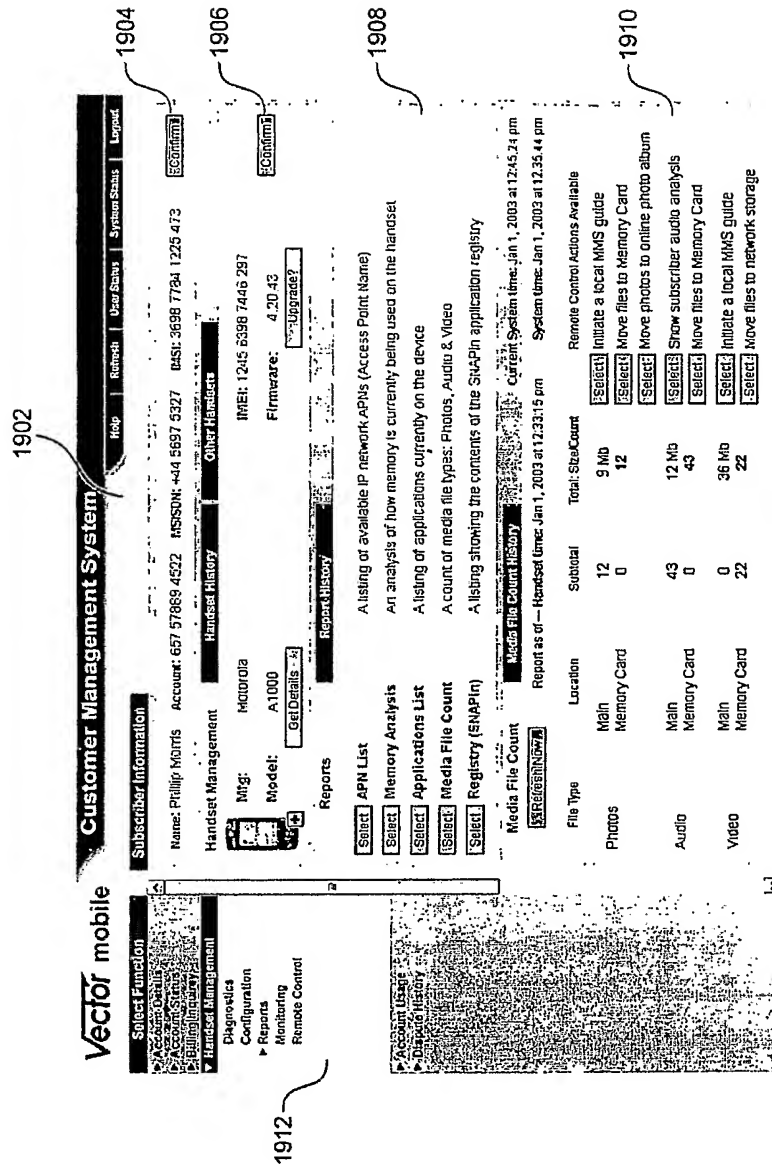 1902
1904
1906
1908
1910
1912
Vector mobile
Customer Management System
Help Refresh User Status System Status Logout
Select Function
Account Details
Account Status
Billing Inquiry
Handset Management
Diagnostics
Configuration
Reports
Monitoring
Remote Control
Account Usage
Dispute History
Subscriber Information
Name: Phillip Morris Account: 657 57869 4522 MSISDN: +44 5697 5327 IMSI: 3698 7784 1225 473 Confirm
Handset Management Handset History Other Handsets
Mfg: Motorola IMEI: 1245 6398 7446 297 Confirm
Model: A1000 Firmware: 4.20.43
Get Details Upgrade?
Reports Report History
Select APN List A listing of available IP network APNs (Access Point Name)
Select Memory Analysis An analysis of how memory is currently being used on the handset
Select Applications List A listing of applications currently on the device
Select Media File Count A count of media file types: Photos, Audio & Video
Select Registry (SNAPin) A listing showing the contents of the SNAPin application registry
Media File Count Media File Count History Current System time: Jan 1, 2003 at 12:45.24 pm
Refresh Now Report as of — Handset time: Jan 1, 2003 at 12:33:15 pm System time: Jan 1, 2003 at 12.35.44 pm
File Type Location Subtotal Total: Size/Count Remote Control Actions Available
Photos Main 12 9 Mb Select Initiate a local MMS guide
Memory Card 0 12 Select Move files to Memory Card
Select Move photos to online photo album
Audio Main 43 12 Mb Select Show subscriber audio analysis
Memory Card 0 43 Select Move files to Memory Card
Video Main 0 36 Mb Select Initiate a local MMS guide
Memory Card 22 22 Select Move files to network storage